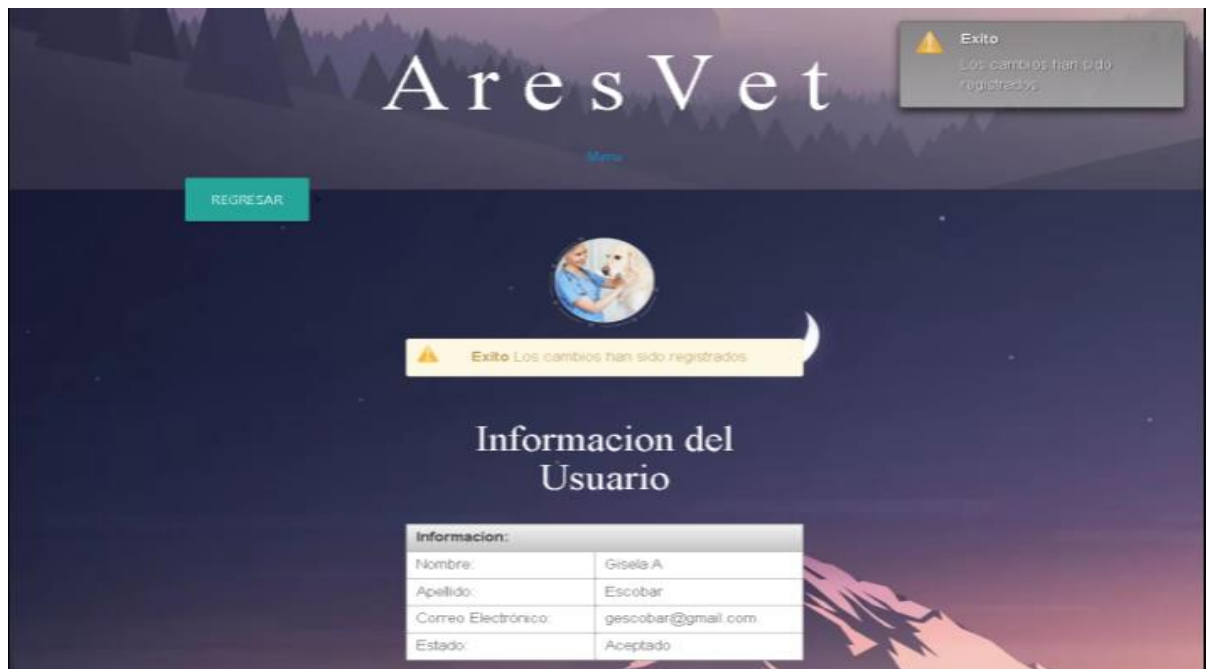 AresVet
Exito
Los cambios han sido
registrados
Menu
REGRESAR
Exito Los cambios han sido registrados
Informacion del
Usuario
Informacion:
Nombre: Gisela A
Apellido: Escobar
Correo Electrónico: gescobar@gmail.com
Estado: Aceptado